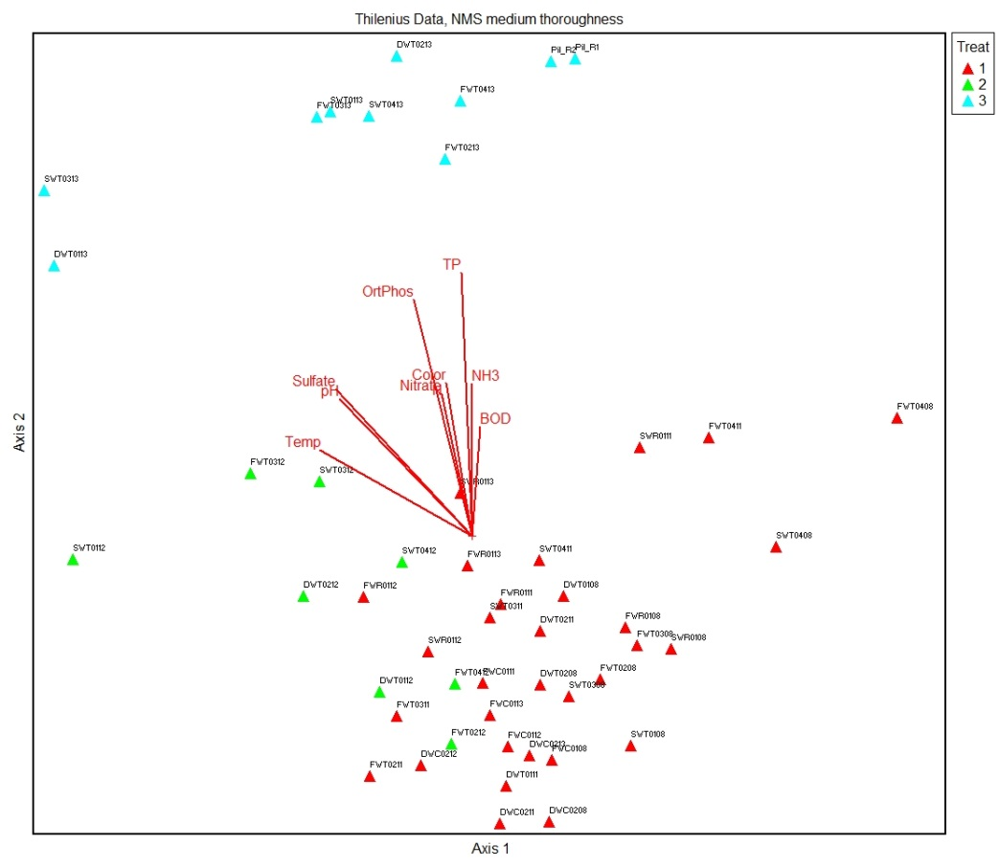 Thilenius Data, NMS medium thoroughness
Treat
1
2
3
DWT0213
Pil_R2
Pil_R1
FWT0413
SWT0113
FWT0313
SWT0413
FWT0213
SWT0313
DWT0113
TP
OrtPhos
Color
NH3
Sulfate
Nitrate
pH
BOD
Temp
FWT0408
FWT0411
SWR0111
FWT0312
SWT0312
SWR0113
SWT0408
SWT0112
SWT0412
FWR0113
SWT0411
DWT0212
FWR0112
FWR0111
DWT0108
SWT0311
DWT0211
FWR0108
FWT0308
SWR0108
SWR0112
FWT0412
FWC0111
DWT0208
FWT0208
DWT0112
SWT0308
FWT0311
FWC0113
FWT0212
FWC0112
DWC0213
FWC0108
SWT0108
DWC0212
FWT0211
DWT0111
DWC0211
DWC0208
Axis 1
Axis 2